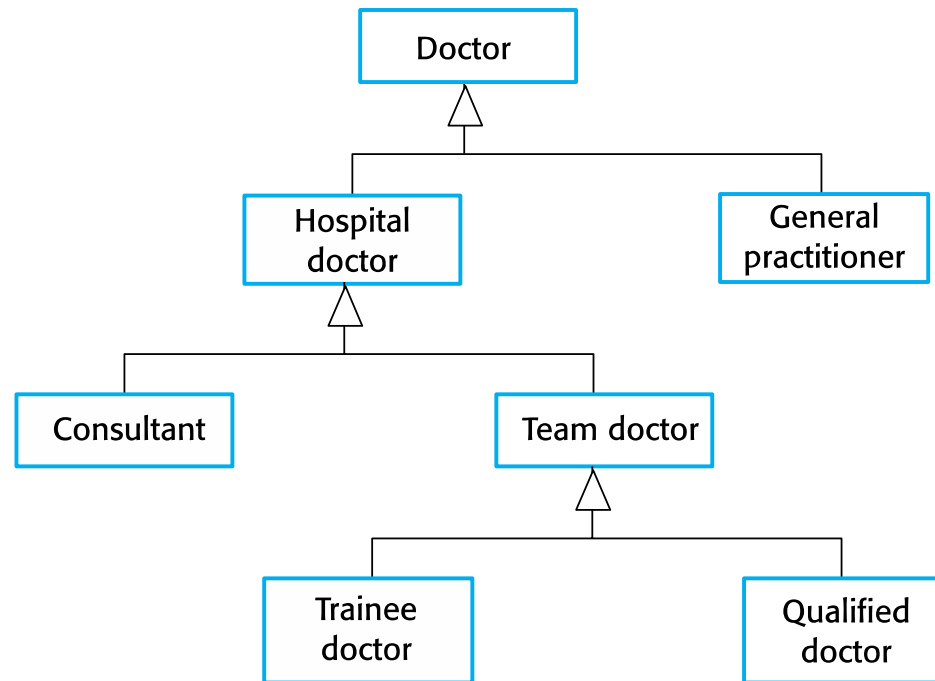 Doctor
Hospital
doctor
General
practitioner
Consultant
Team doctor
Trainee
doctor
Qualified
doctor